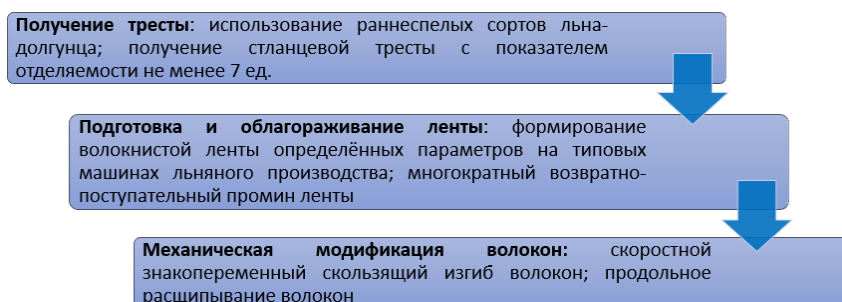 Получение тресты: использование раннеспелых сортов льна-
долгунца; получение стланцевой тресты с показателем
отделяемости не менее 7 ед.
Подготовка и облагораживание ленты: формирование
волокнистой ленты определённых параметров на типовых
машинах льняного производства; многократный возвратно-
поступательный промин ленты
Механическая модификация волокон: скоростной
знакопеременный скользящий изгиб волокон; продольное
расщипывание волокон